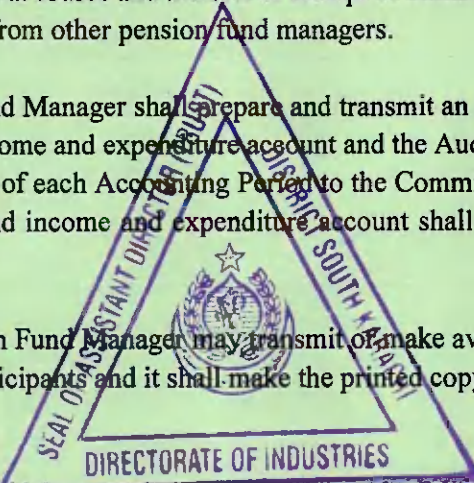 from other pension fund managers.
d Manager shall prepare and transmit an
ome and expenditure account and the Aud
of each Accounting Period to the Comm
d income and expenditure account shall
n Fund Manager may transmit or make av
icipants and it shall make the printed copy
SEAL OF ASSISTANT DIRECTOR (TRUST)
DISTRICT SOUTH KARACHI
DIRECTORATE OF INDUSTRIES